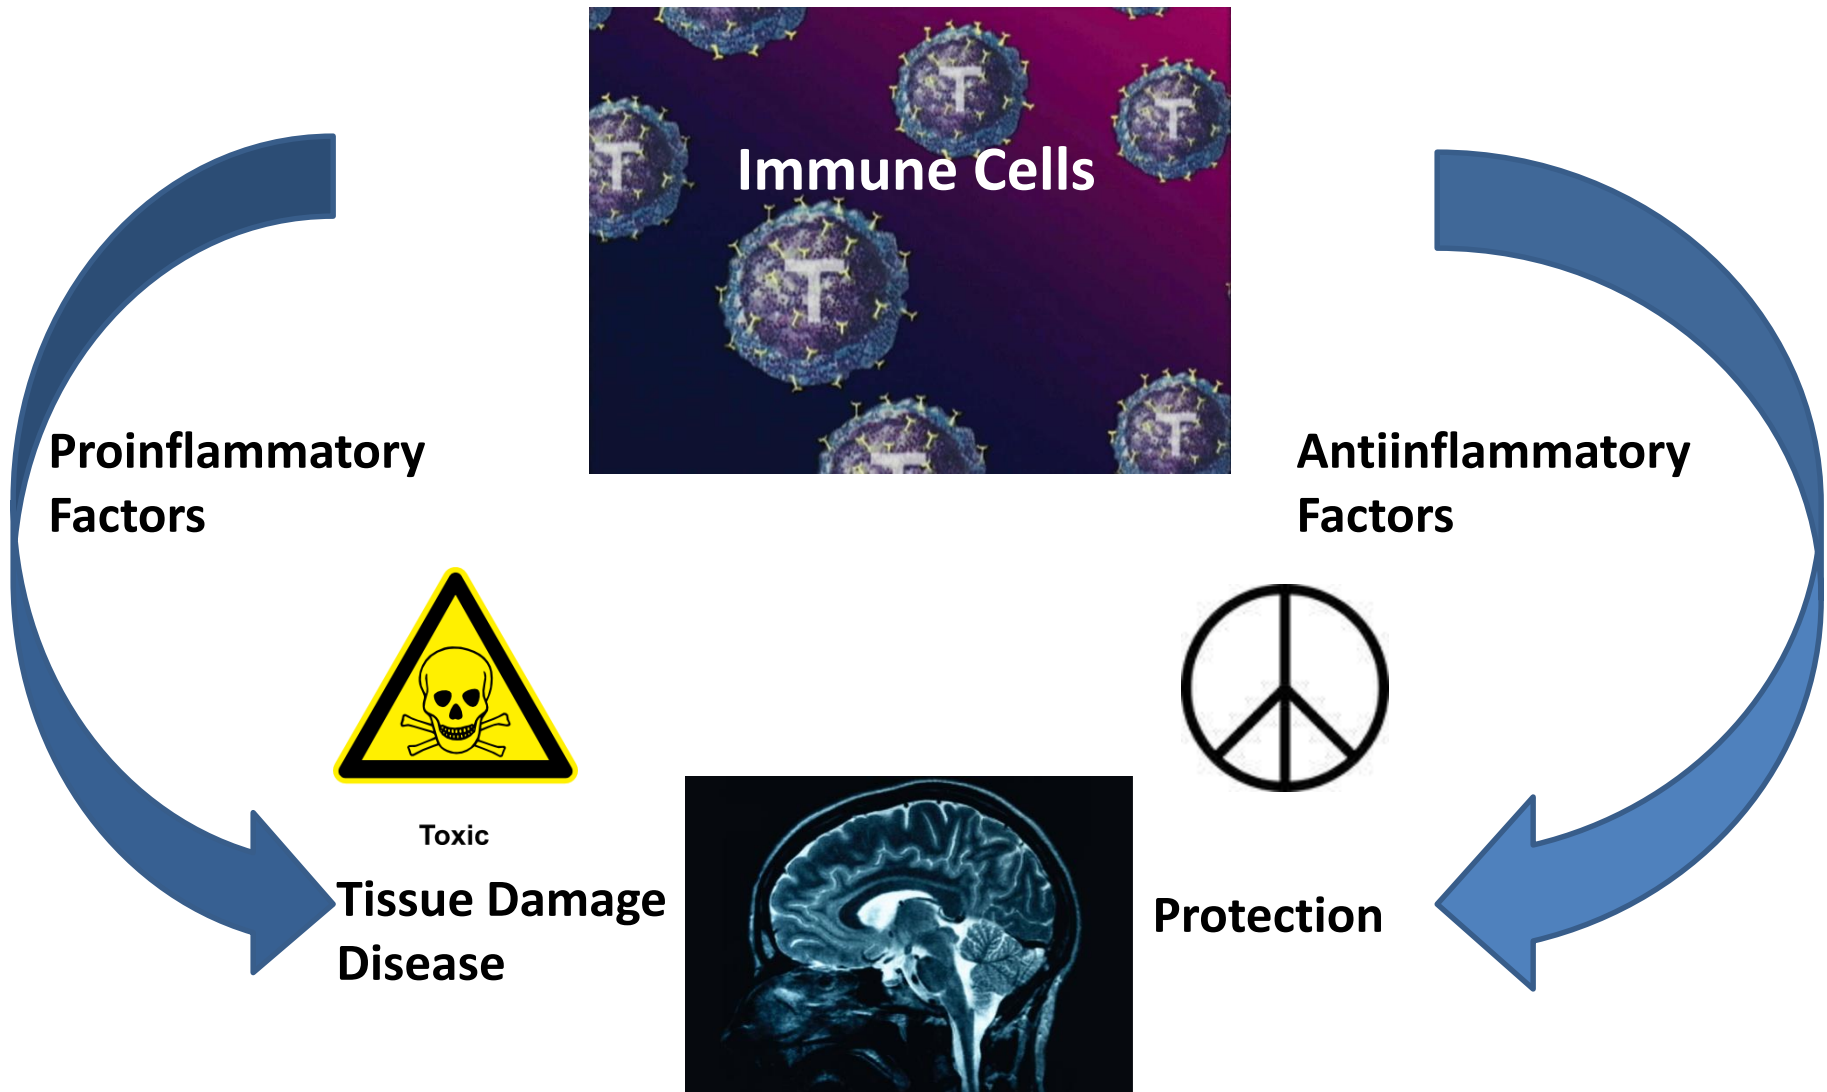 T
T
T
Immune Cells
T
T
T
Proinflammatory
Factors
Antiinflammatory
Factors
Toxic
Tissue Damage
Disease
Protection